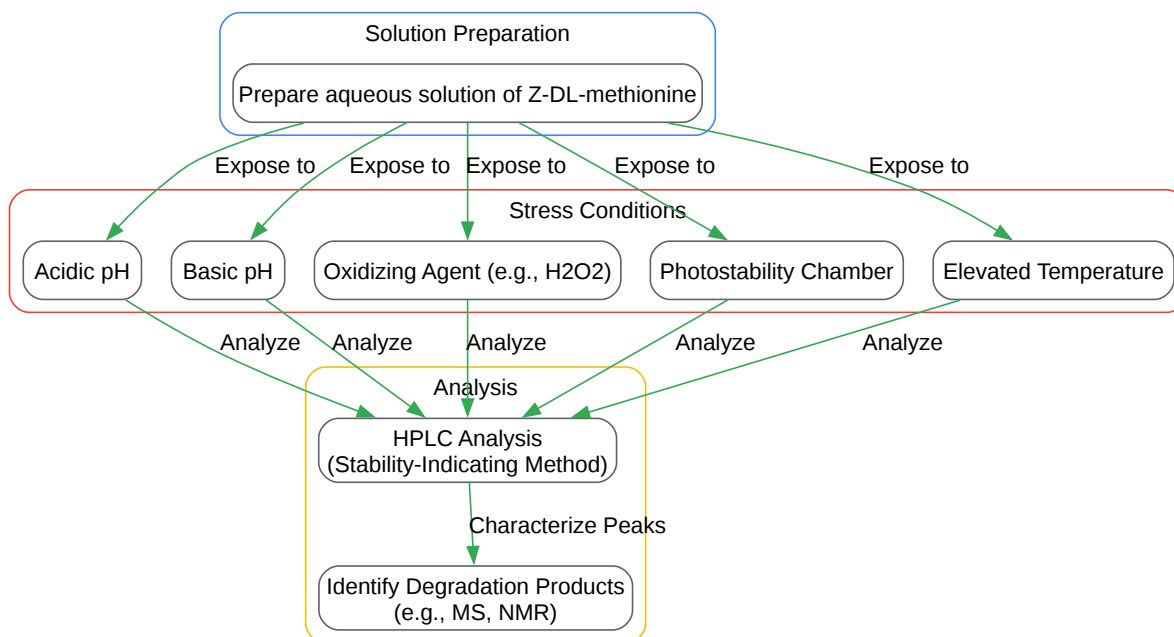 Solution Preparation
Prepare aqueous solution of Z-DL-methionine
Expose to
Expose to
Expose to
Expose to
Expose to
Stress Conditions
Acidic pH
Basic pH
Oxidizing Agent (e.g., H2O2)
Photostability Chamber
Elevated Temperature
Analyze
Analyze
Analyze
Analyze
Analyze
Analysis
HPLC Analysis
(Stability-Indicating Method)
Characterize Peaks
Identify Degradation Products
(e.g., MS, NMR)